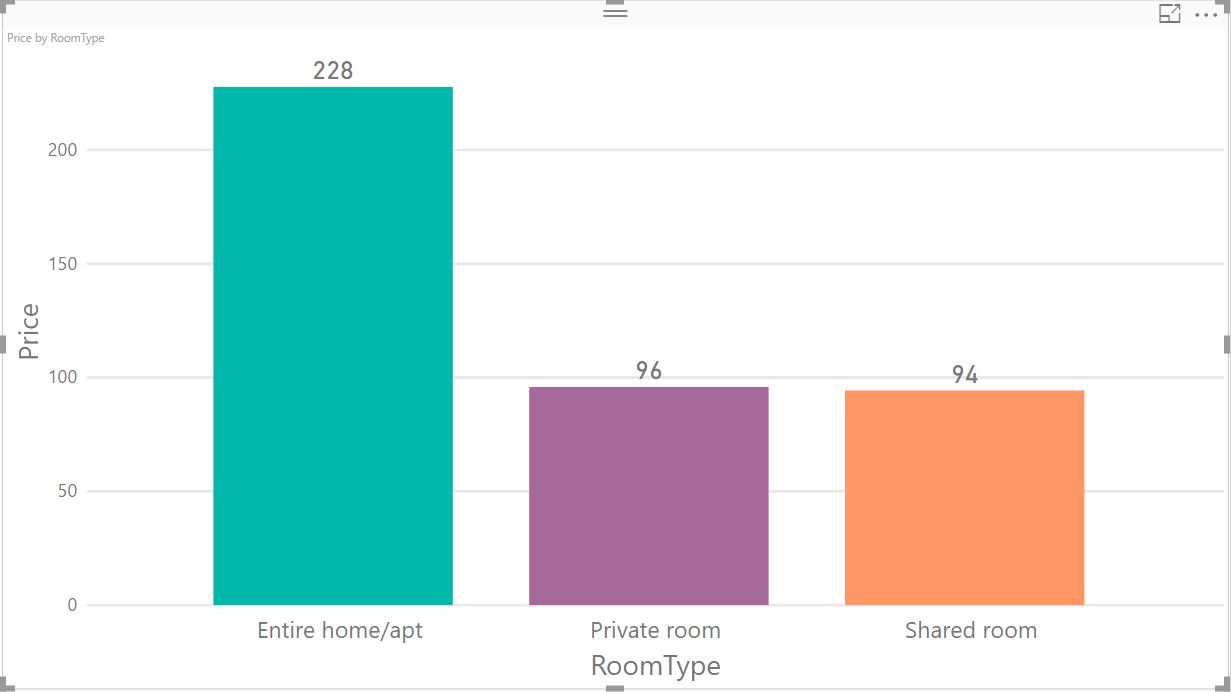 Price by RoomType
228
200
150
Price
100
96
94
50
0
Entire home/apt Private room Shared room
RoomType